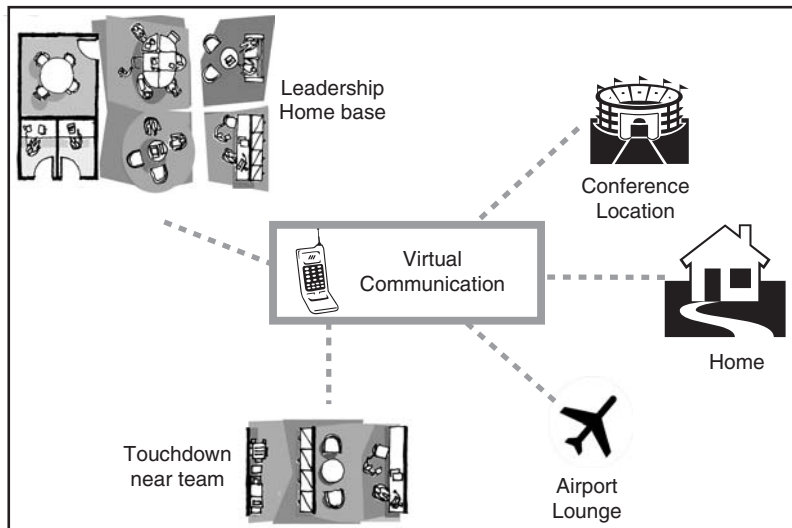 Leadership
Home base
Conference
Location
Virtual
Communication
Home
Touchdown
near team
Airport
Lounge